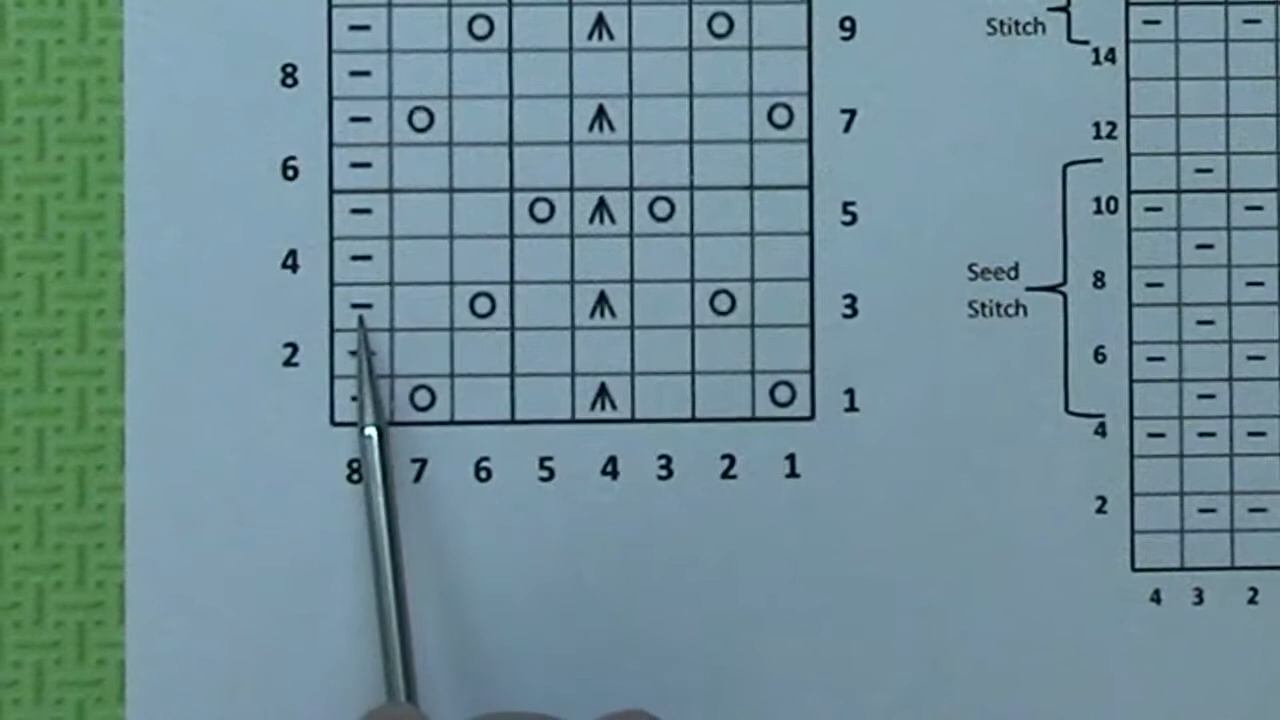 – O O 9
8 –
– O O 7
6 –
– O O 5
4 –
– O O 3
2
O O 1
8 7 6 5 4 3 2 1
Stitch
– –
14
12
–
10 – –
–
Seed
Stitch
8 – –
–
6 – –
–
4 – – –
2 – –
4 3 2